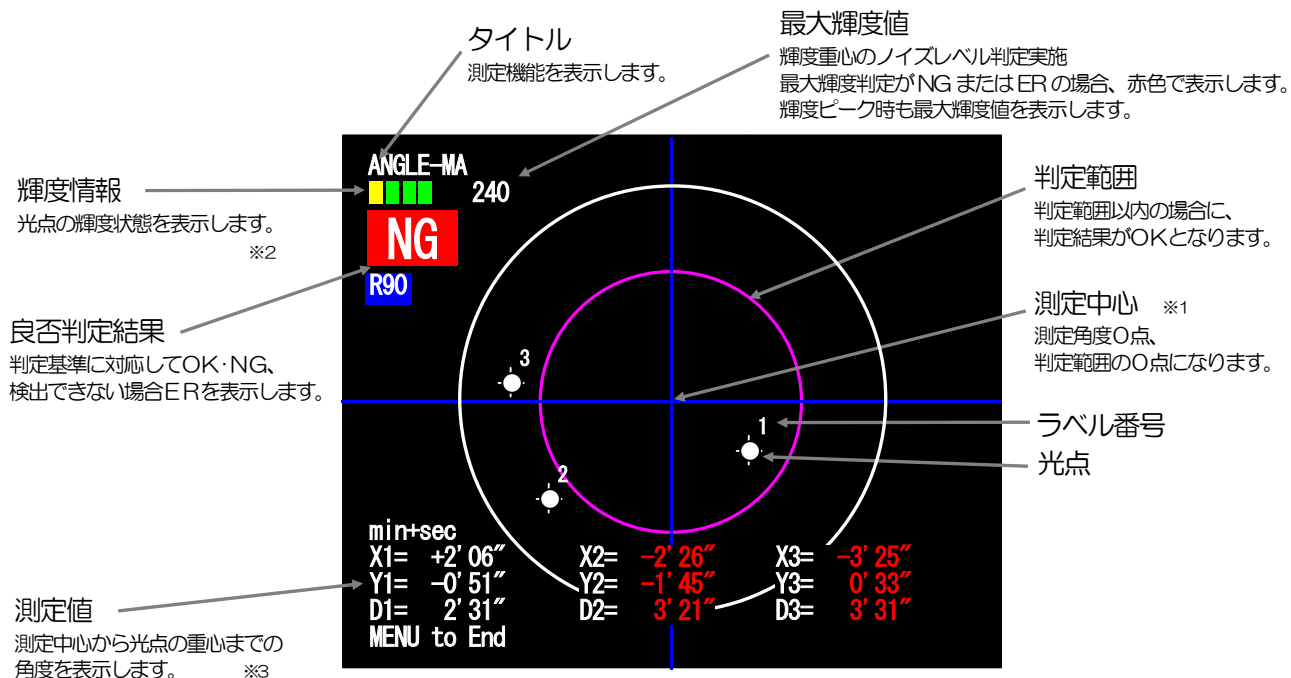 タイトル
測定機能を表示します。
最大輝度値
輝度重心のノイズレベル判定実施
最大輝度判定がNG または ER の場合、赤色で表示します。
輝度ピーク時も最大輝度値を表示します。
輝度情報
光点の輝度状態を表示します。
※2
良否判定結果
判定基準に対応してOK・NG、
検出できない場合ERを表示します。
測定値
測定中心から光点の重心までの
角度を表示します。 ※3
ANGLE-MA
240
NG
R90
3
1
2
min+sec
X1= +2'06" X2= -2'26" X3= -3'25"
Y1= -0'51" Y2= -1'45" Y3= 0'33"
D1= 2'31" D2= 3'21" D3= 3'31"
MENU to End
判定範囲
判定範囲以内の場合に、
判定結果がOKとなります。
測定中心 ※1
測定角度0点、
判定範囲の0点になります。
ラベル番号
光点